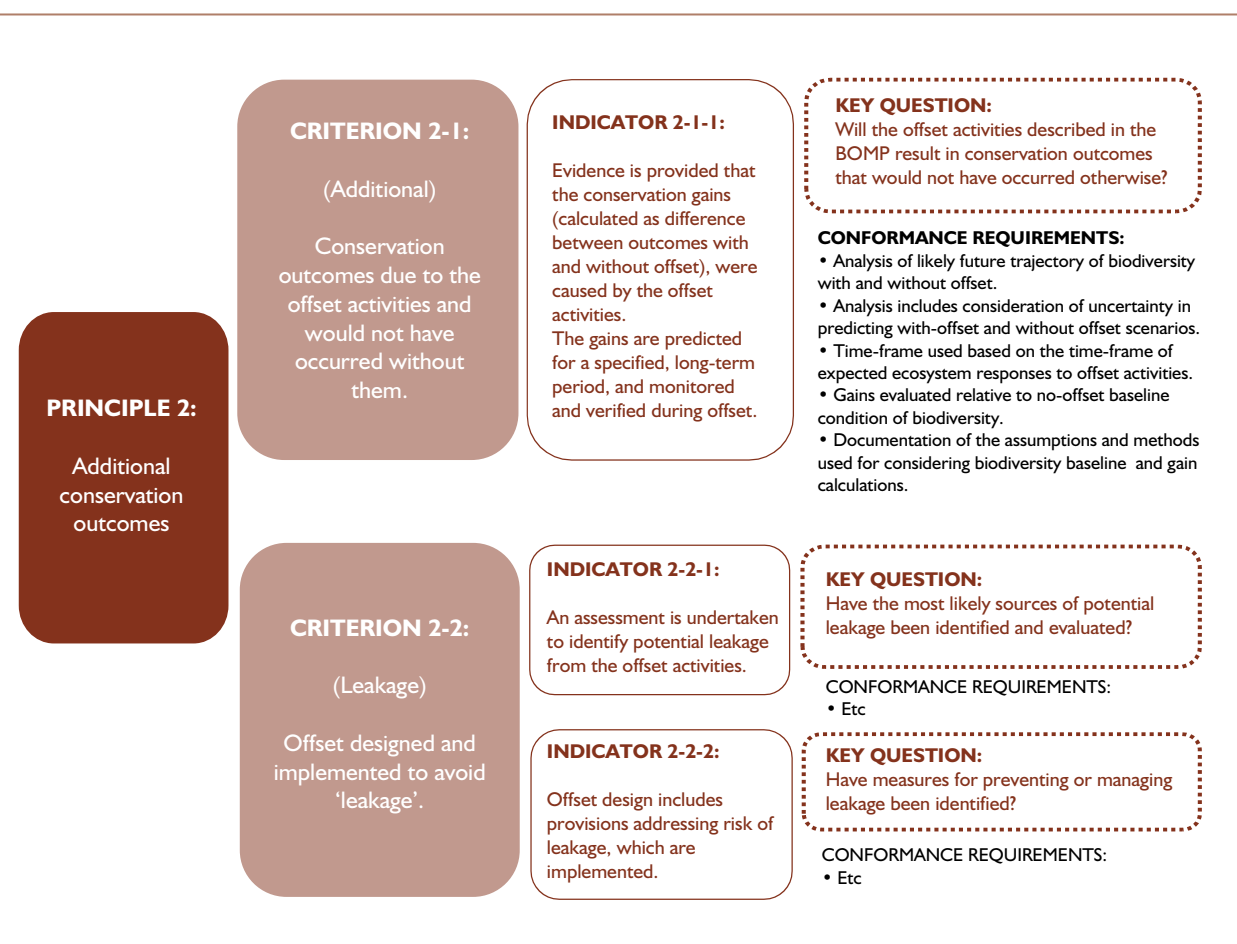 PRINCIPLE 2:
Additional
conservation
outcomes
CRITERION 2-1:
(Additional)
Conservation
outcomes due to the
offset activities and
would not have
occurred without
them.
INDICATOR 2-1-1:
Evidence is provided that
the conservation gains
(calculated as difference
between outcomes with
and without offset), were
caused by the offset
activities.
The gains are predicted
for a specified, long-term
period, and monitored
and verified during offset.
KEY QUESTION:
Will the offset activities described in the
BOMP result in conservation outcomes
that would not have occurred otherwise?
CONFORMANCE REQUIREMENTS:
• Analysis of likely future trajectory of biodiversity
with and without offset.
• Analysis includes consideration of uncertainty in
predicting with-offset and without offset scenarios.
• Time-frame used based on the time-frame of
expected ecosystem responses to offset activities.
• Gains evaluated relative to no-offset baseline
condition of biodiversity.
• Documentation of the assumptions and methods
used for considering biodiversity baseline and gain
calculations.
CRITERION 2-2:
(Leakage)
Offset designed and
implemented to avoid
‘leakage’.
INDICATOR 2-2-1:
An assessment is undertaken
to identify potential leakage
from the offset activities.
KEY QUESTION:
Have the most likely sources of potential
leakage been identified and evaluated?
CONFORMANCE REQUIREMENTS:
• Etc
INDICATOR 2-2-2:
Offset design includes
provisions addressing risk of
leakage, which are
implemented.
KEY QUESTION:
Have measures for preventing or managing
leakage been identified?
CONFORMANCE REQUIREMENTS:
• Etc